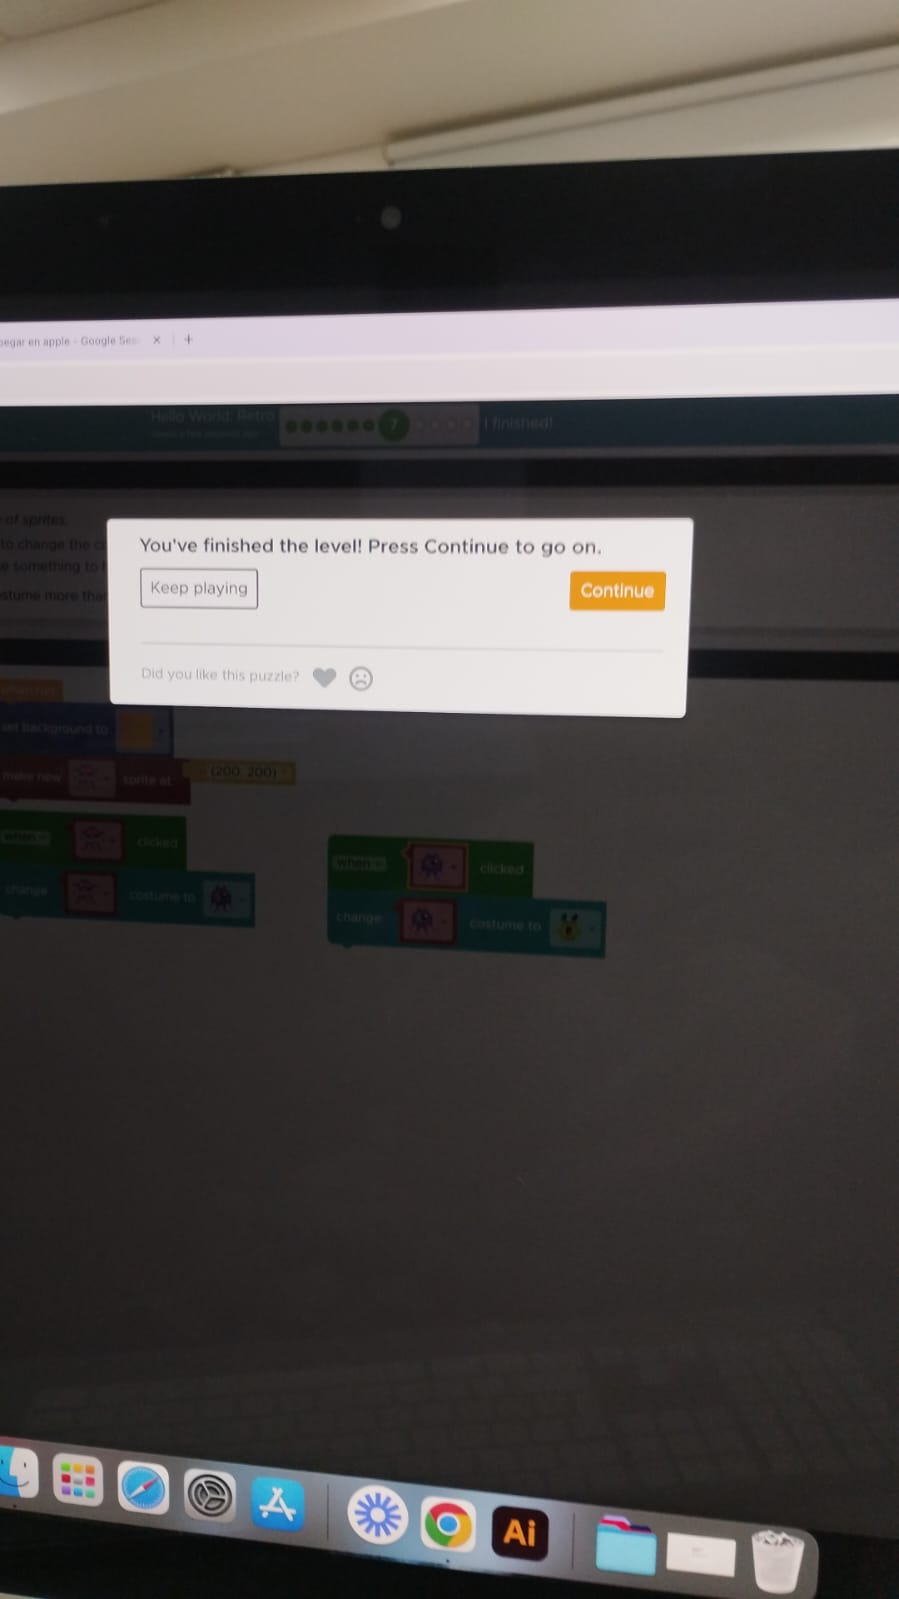 pegar en apple - Google Sea
Hello World: Retro
7
I finished!
of sprites.
to change the c
e something to h
stume more than
You've finished the level! Press Continue to go on.
Keep playing
Continue
Did you like this puzzle?
when run
set background to
make new sprite at (200, 200)
when clicked
change costume to
when clicked
change costume to
Ai